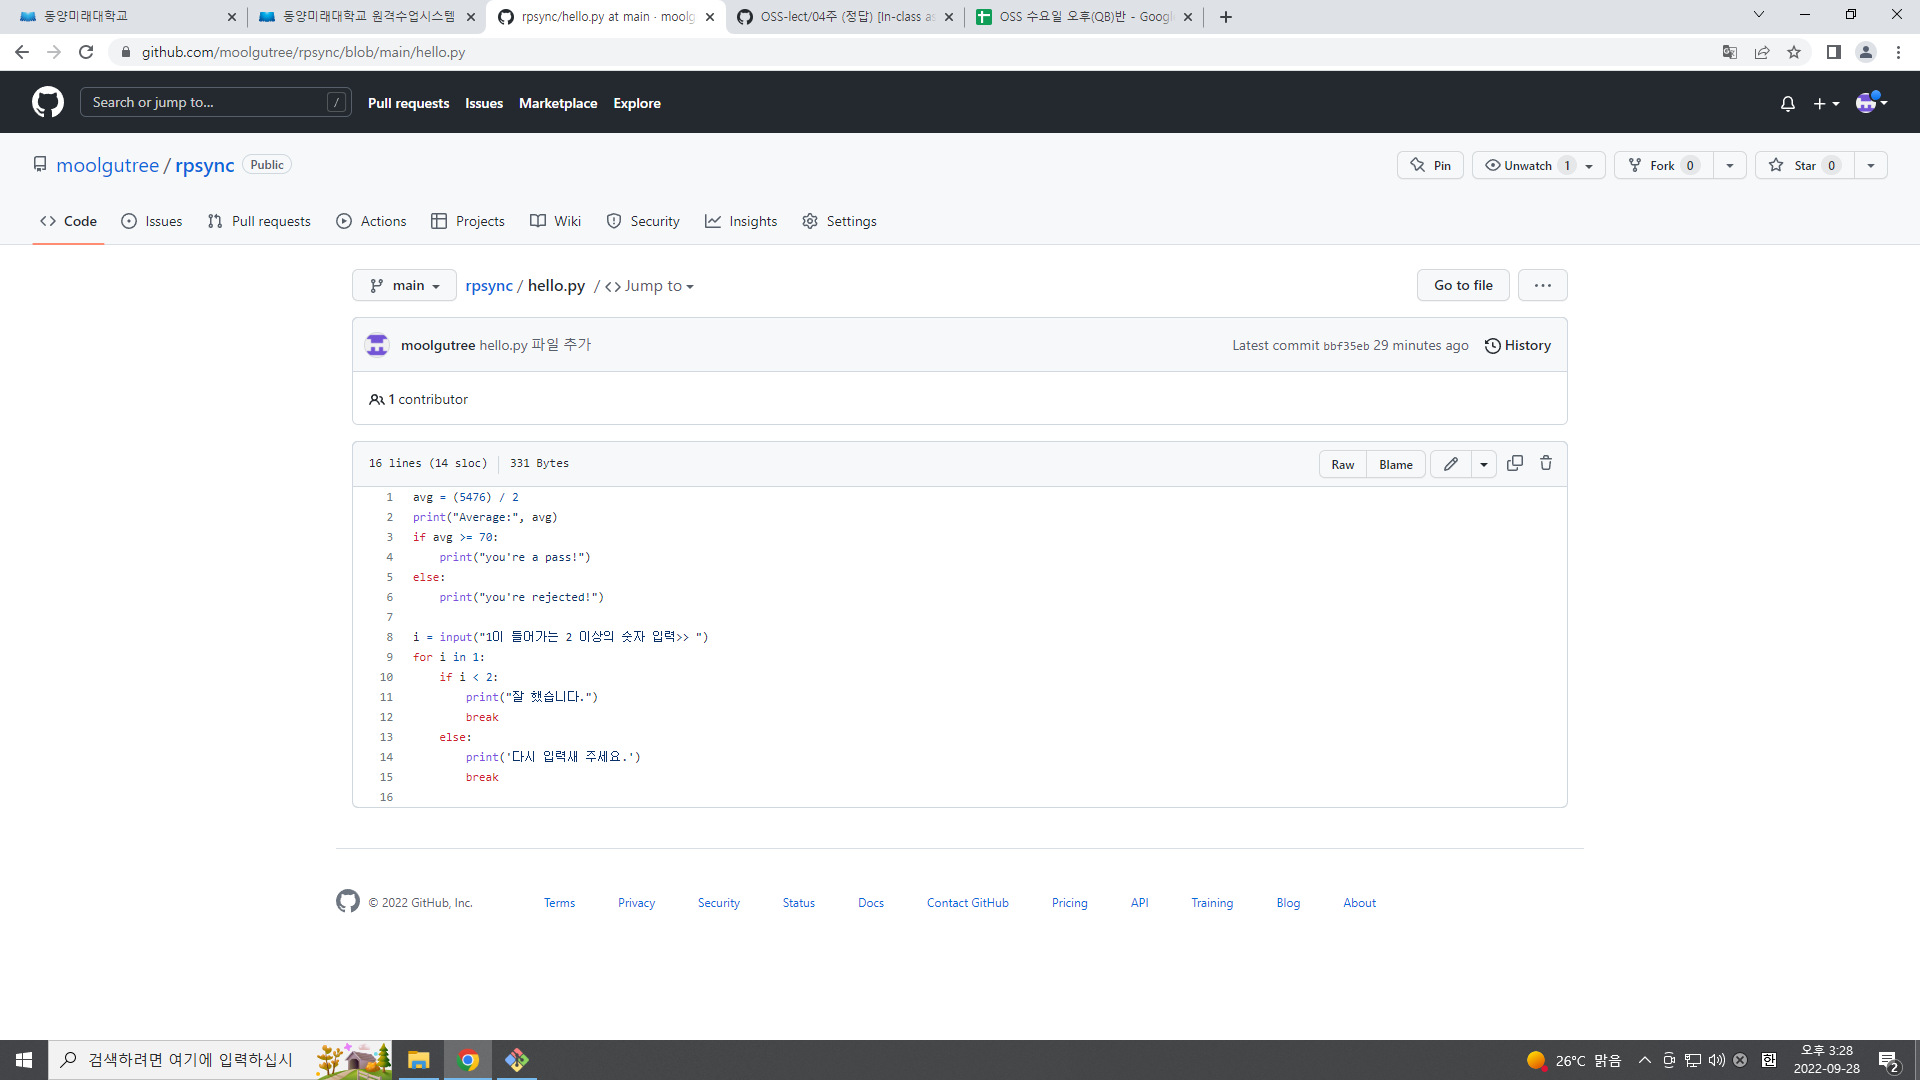 동양미래대학교
동양미래대학교 원격수업시스템
rpsync/hello.py at main · moolg
OSS-lect/04주 (정답) [In-class as
OSS 수요일 오후(QB)반 - Google
github.com/moolgutree/rpsync/blob/main/hello.py
Search or jump to... /
Pull requests Issues Marketplace Explore
moolgutree / rpsync Public
Pin Unwatch 1 Fork 0 Star 0
Code Issues Pull requests Actions Projects Wiki Security Insights Settings
main rpsync / hello.py / <> Jump to
Go to file ...
moolgutree hello.py 파일 추가
Latest commit bbf35eb 29 minutes ago History
1 contributor
16 lines (14 sloc) 331 Bytes
Raw Blame
1 avg = (5476) / 2
2 print("Average:", avg)
3 if avg >= 70:
4     print("you're a pass!")
5 else:
6     print("you're rejected!")
7
8 i = input("1이 들어가는 2 이상의 숫자 입력>> ")
9 for i in 1:
10     if i < 2:
11         print("잘 했습니다.")
12         break
13     else:
14         print('다시 입력새 주세요.')
15         break
16
© 2022 GitHub, Inc. Terms Privacy Security Status Docs Contact GitHub Pricing API Training Blog About
검색하려면 여기에 입력하십시
26°C 맑음
오후 3:28
2022-09-28
2